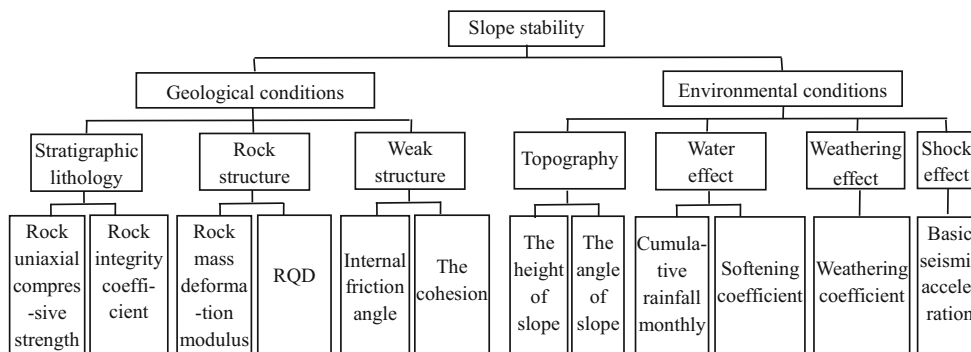 Slope stability
Geological conditions
Environmental conditions
Stratigraphic
lithology
Rock
structure
Weak
structure
Topography
Water
effect
Weathering
effect
Shock
effect
Rock
uniaxial
compres
-sive
strength
Rock
integrity
coeffi-
cient
Rock
mass
deforma
-tion
modulus
RQD
Internal
friction
angle
The
cohesion
The
height
of
slope
The
angle
of
slope
Cumula-
tive
rainfall
monthly
Softening
coefficient
Weathering
coefficient
Basic
seismic
accele
ration